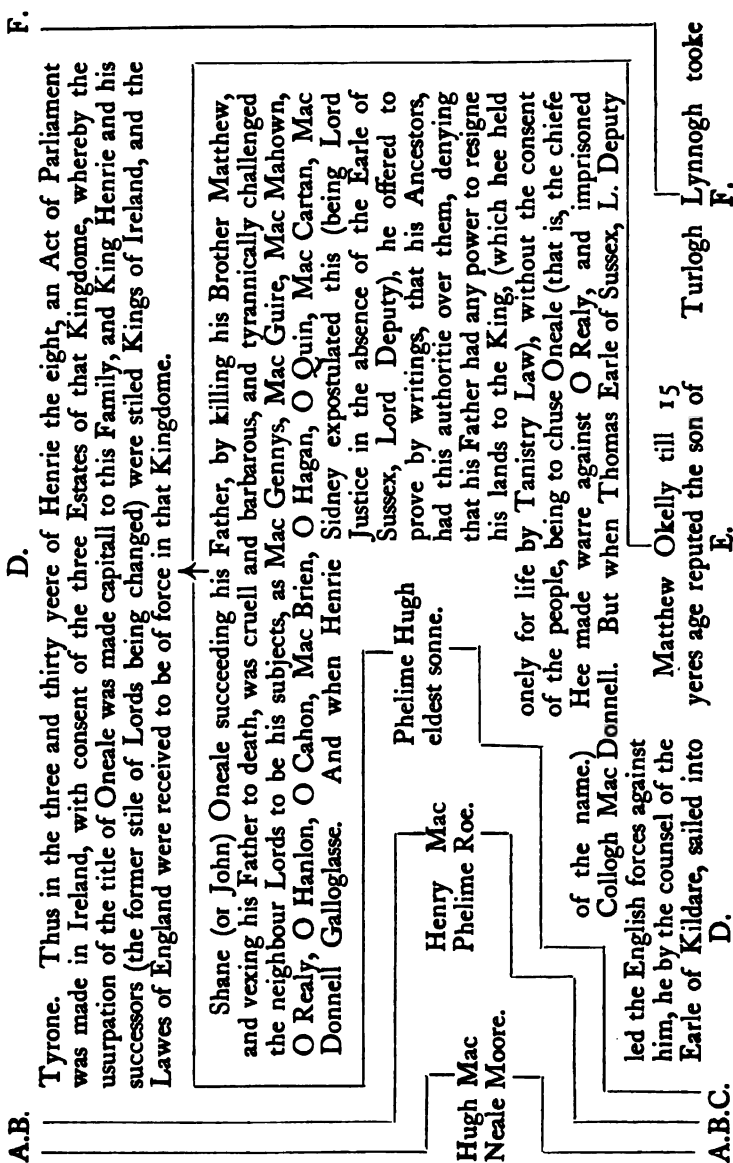 A.B.
D.
F.
Tyrone. Thus in the three and thirty yeere of Henrie the eight, an Act of Parliament
was made in Ireland, with consent of the three Estates of that Kingdome, whereby the
usurpation of the title of Oneale was made capitall to this Family, and King Henrie and his
successors (the former stile of Lords being changed) were stiled Kings of Ireland, and the
Lawes of England were received to be of force in that Kingdome.
Shane (or John) Oneale succeeding his Father, by killing his Brother Matthew,
and vexing his Father to death, was cruell and barbarous, and tyrannically challenged
the neighbour Lords to be his subjects, as Mac Gennys, Mac Guire, Mac Mahown,
O Realy, O Hanlon, O Cahon, Mac Brien, O Hagan, O Quin, Mac Cartan, Mac
Donnell Galloglasse. And when Henrie Sidney expostulated this (being Lord
Justice in the absence of the Earle of
Sussex, Lord Deputy), he offered to
prove by writings, that his Ancestors,
had this authoritie over them, denying
that his Father had any power to resigne
his lands to the King, (which hee held
onely for life by Tanistry Law), without the consent
of the people, being to chuse Oneale (that is, the chiefe
of the name.) Hee made warre against O Realy, and imprisoned
Collogh Mac Donnell. But when Thomas Earle of Sussex, L. Deputy
led the English forces against
him, he by the counsel of the
Earle of Kildare, sailed into
D.
Hugh Mac
Neale Moore.
Henry Mac
Phelime Roe.
Phelime Hugh
eldest sonne.
Matthew Okelly till 15
yeres age reputed the son of
E.
Turlogh Lynnogh tooke
F.
A.B.C.